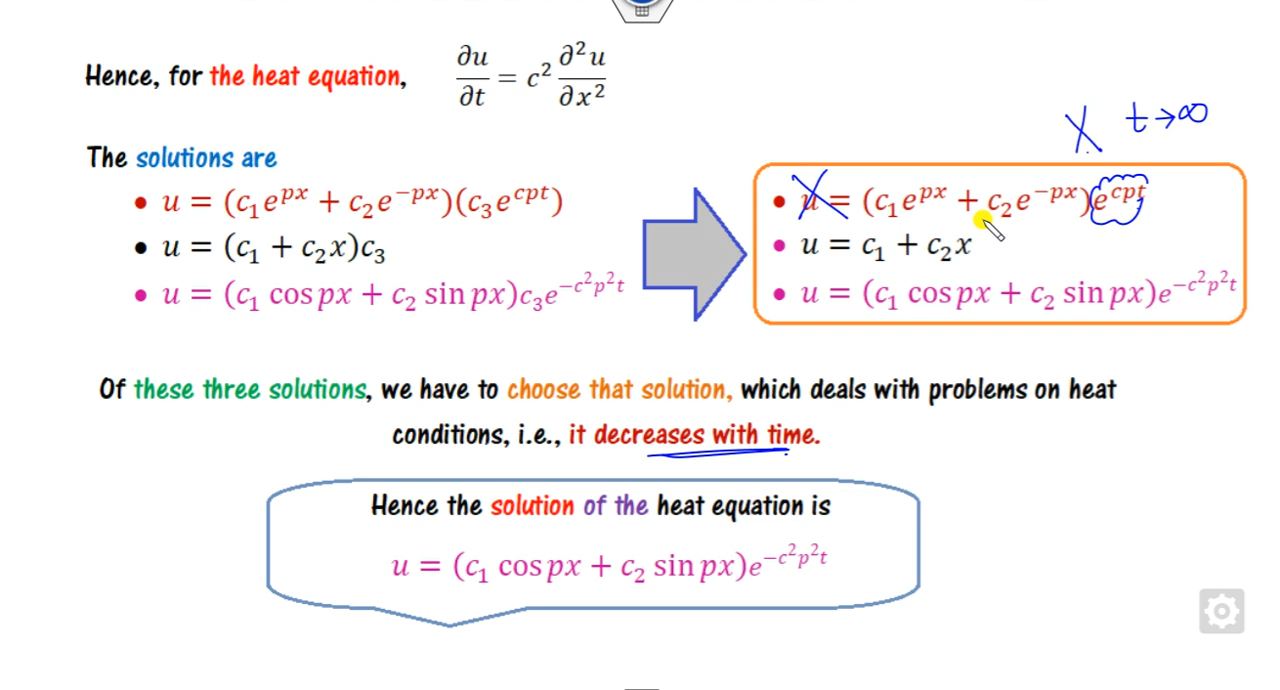 Hence, for the heat equation, ∂u/∂t = c² ∂²u/∂x²
X t→∞
The solutions are
• u = (c₁e^{px} + c₂e^{−px})(c₃e^{cpt})
• u = (c₁ + c₂x)c₃
• u = (c₁ cos px + c₂ sin px)c₃e^{−c²p²t}
• u = (c₁e^{px} + c₂e^{−px})e^{cpt}
• u = c₁ + c₂x
• u = (c₁ cos px + c₂ sin px)e^{−c²p²t}
Of these three solutions, we have to choose that solution, which deals with problems on heat
conditions, i.e., it decreases with time.
Hence the solution of the heat equation is
u = (c₁ cos px + c₂ sin px)e^{−c²p²t}